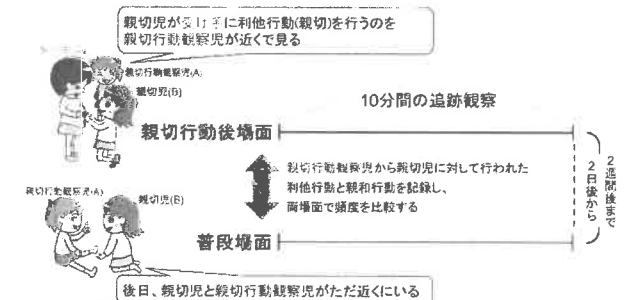 親切児が受け手に利他行動(親切)を行うのを
親切行動観察児が近くで見る
親切行動観察児(A)
親切児(B)
10分間の追跡観察
親切行動後場面
親切行動観察児から親切児に対して行われた
利他行動と親和行動を記録し、
両場面で頻度を比較する
2日後から
2週間後まで
親切行動観察児(A)
親切児(B)
普段場面
後日、親切児と親切行動観察児がただ近くにいる